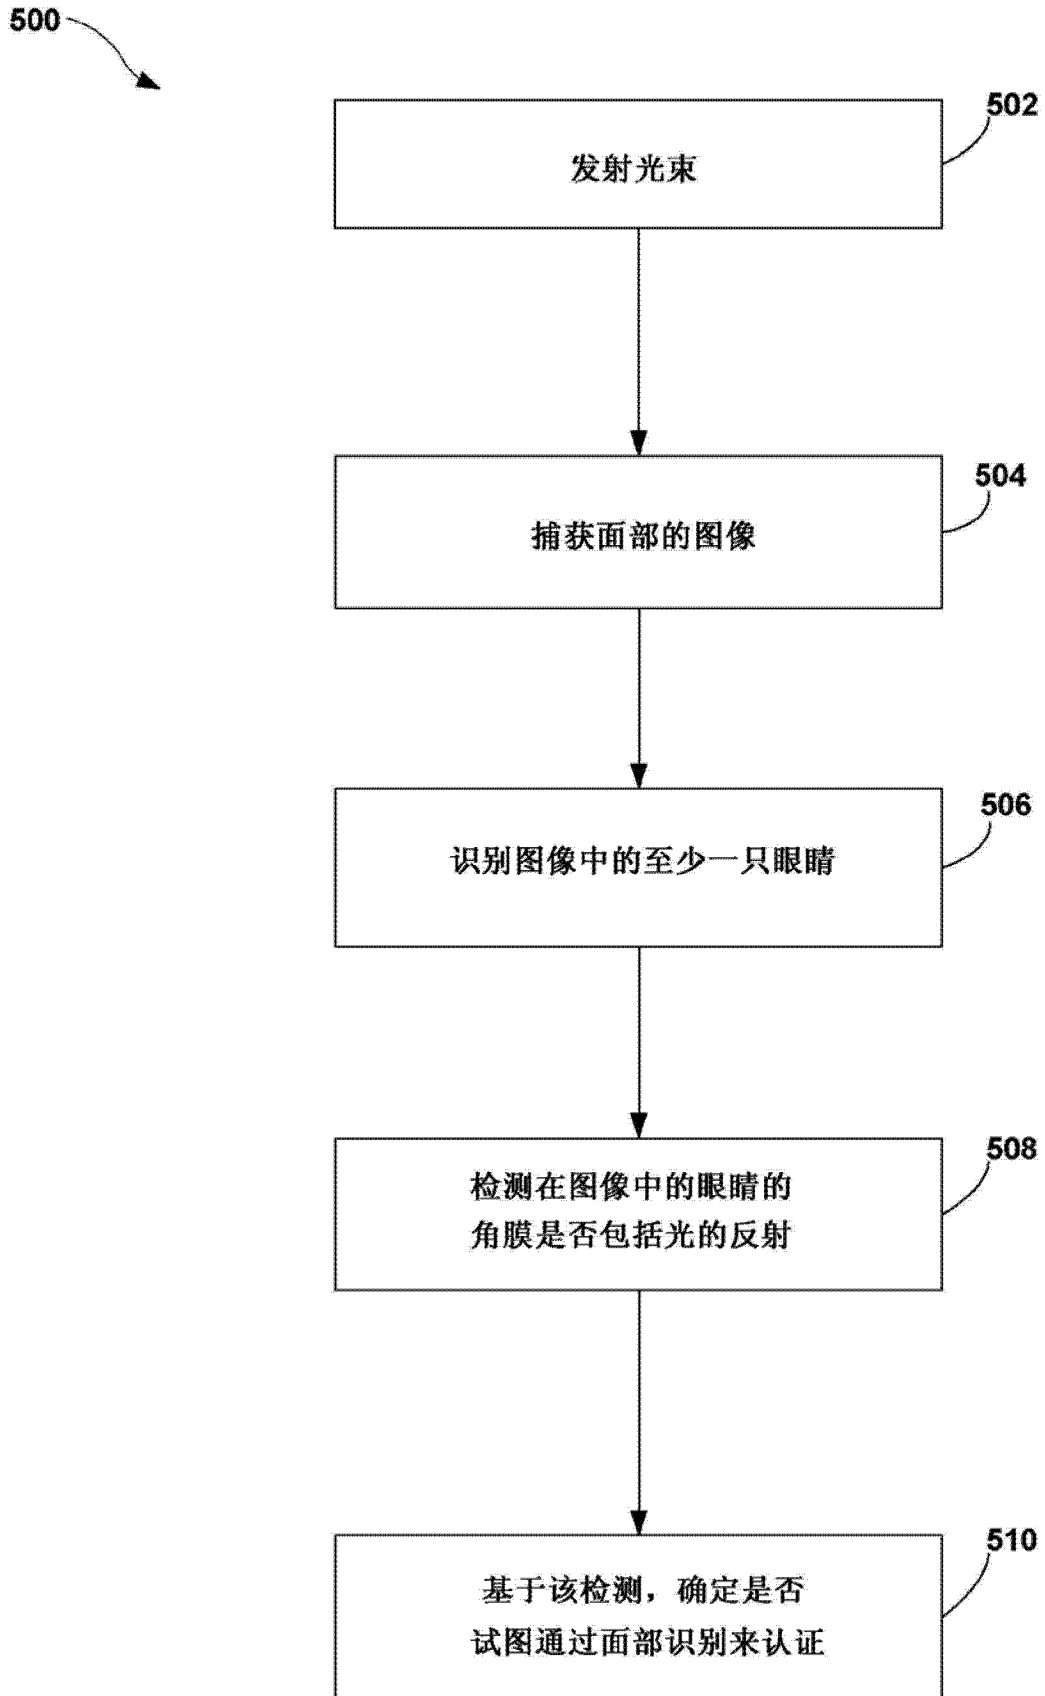 500
502
发射光束
504
捕获面部的图像
506
识别图像中的至少一只眼睛
508
检测在图像中的眼睛的
角膜是否包括光的反射
510
基于该检测，确定是否
试图通过面部识别来认证